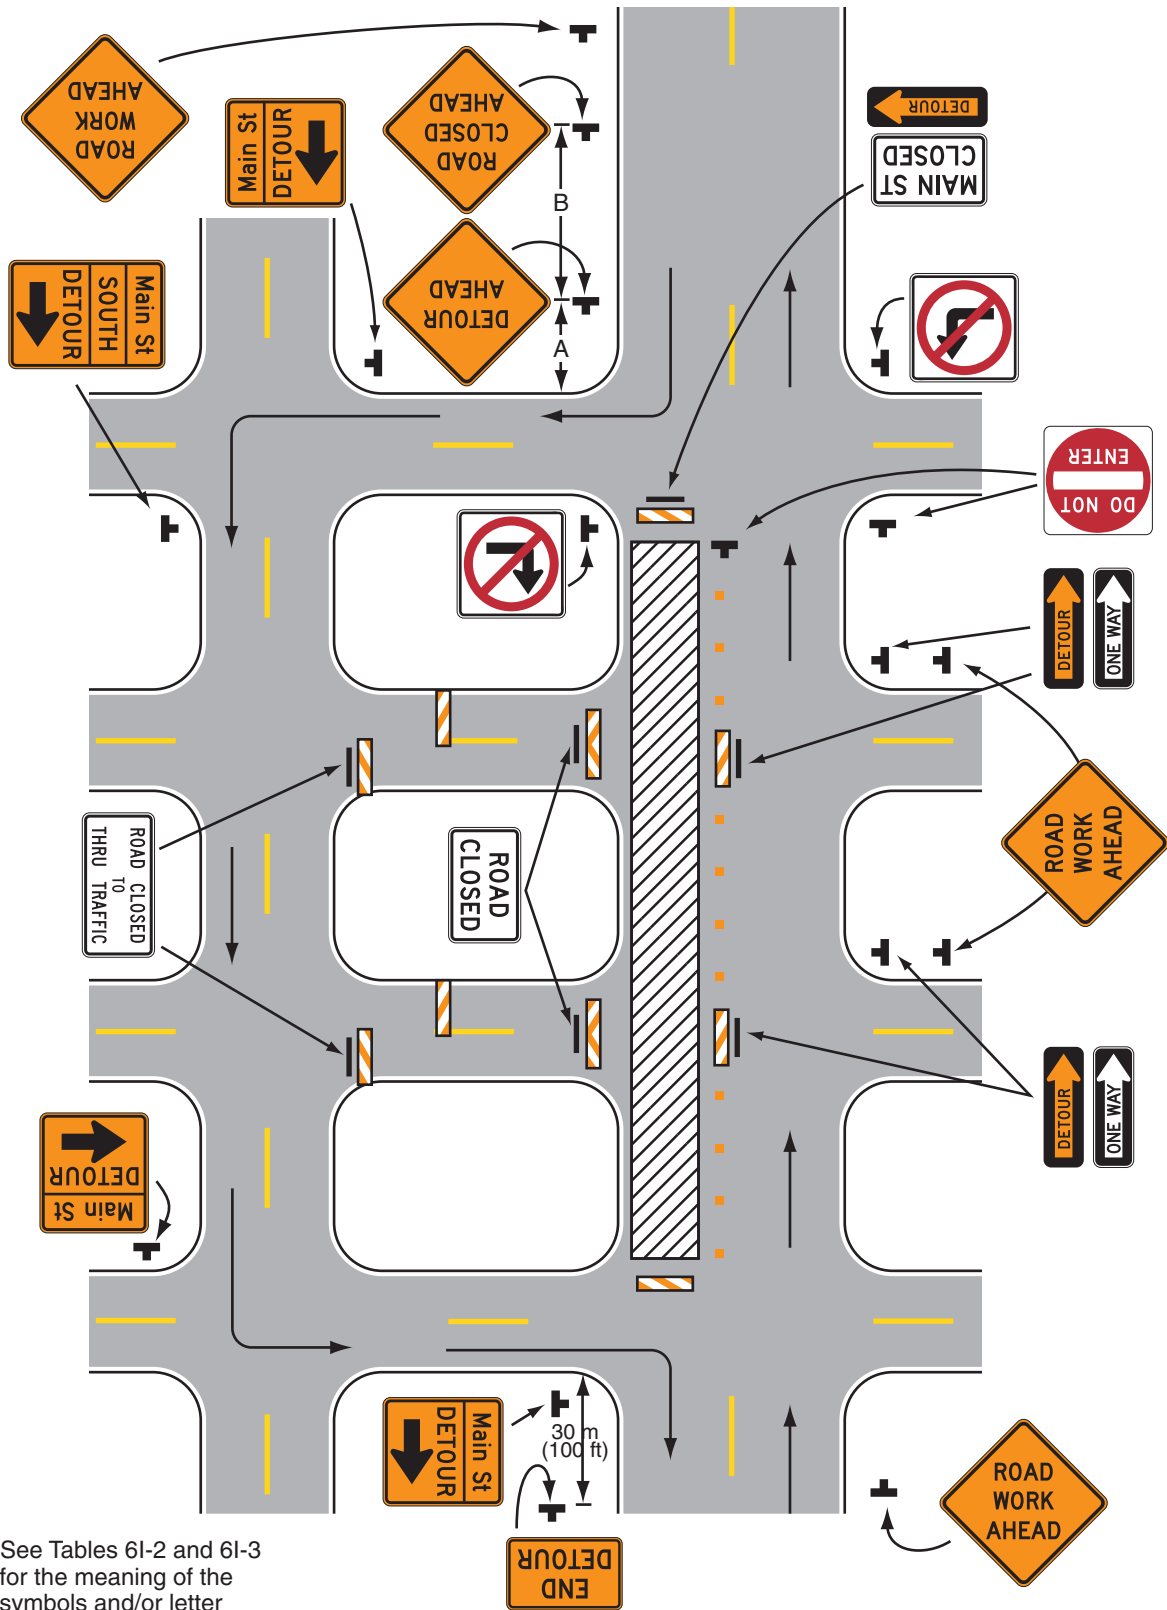 ROAD
WORK
AHEAD
Main St
DETOUR
ROAD
CLOSED
AHEAD
B
DETOUR
MAIN ST
CLOSED
Main St
SOUTH
DETOUR
DETOUR
AHEAD
A
DO NOT
ENTER
DETOUR
ONE WAY
ROAD CLOSED
TO
THRU TRAFFIC
ROAD
CLOSED
ROAD
WORK
AHEAD
DETOUR
ONE WAY
Main St
DETOUR
Main St
DETOUR
30 m
(100 ft)
END
DETOUR
ROAD
WORK
AHEAD
See Tables 6I-2 and 6I-3
for the meaning of the
symbols and/or letter